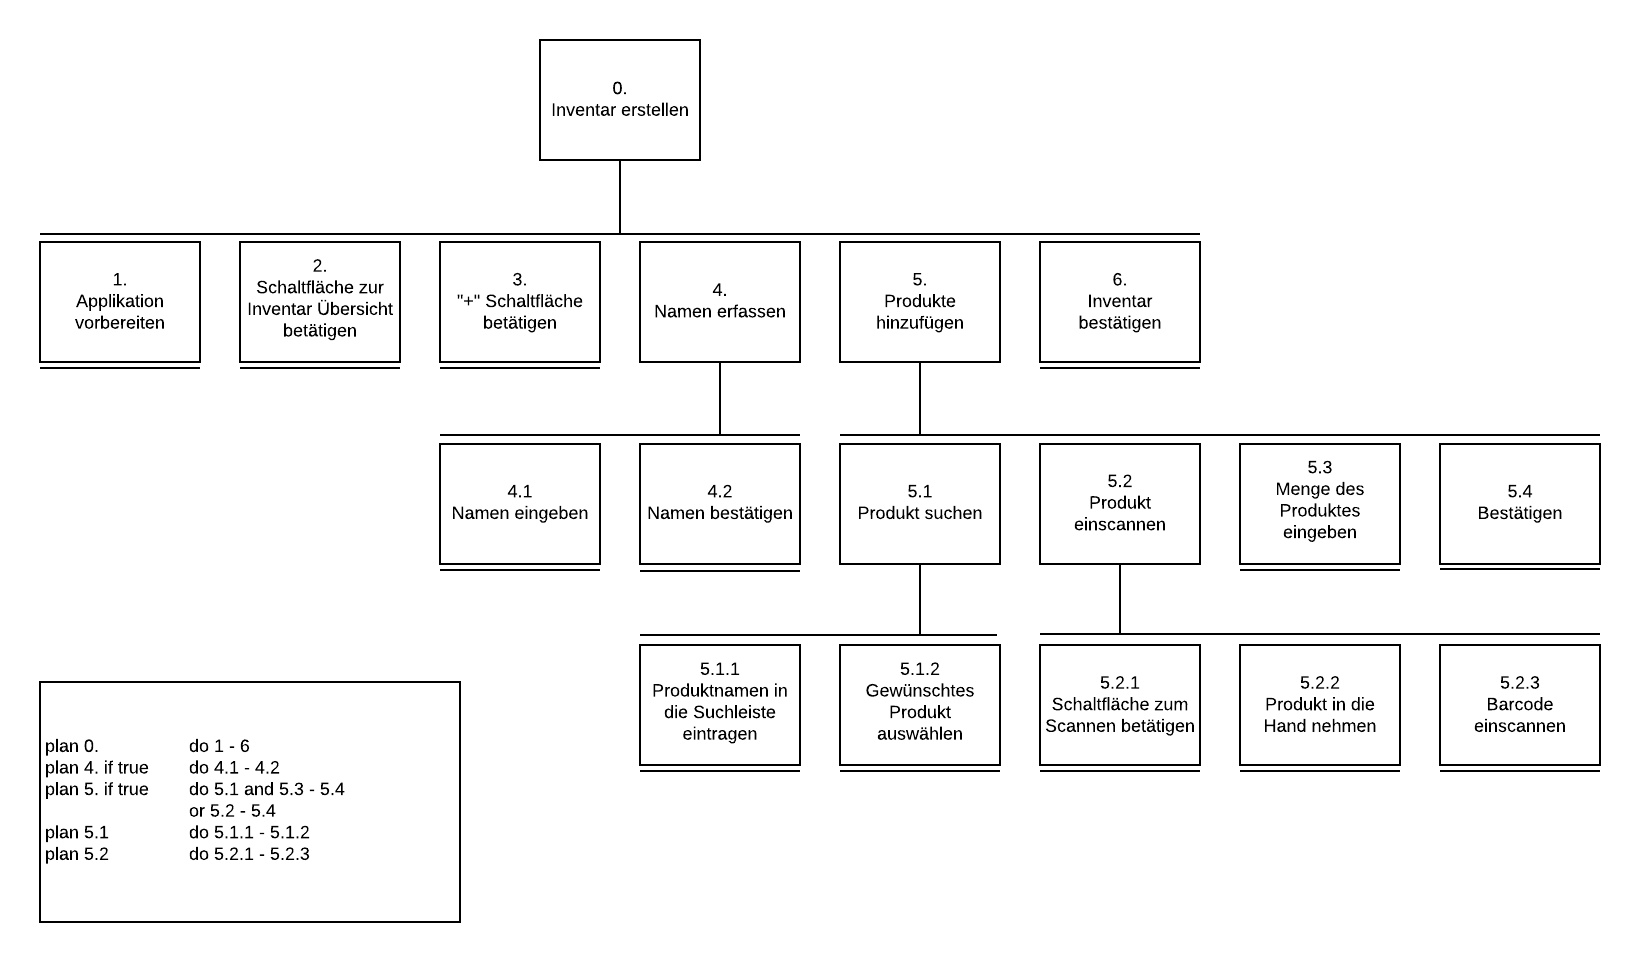 0.
Inventar erstellen
1.
Applikation
vorbereiten
2.
Schaltfläche zur
Inventar Übersicht
betätigen
3.
"+" Schaltfläche
betätigen
4.
Namen erfassen
5.
Produkte
hinzufügen
6.
Inventar
bestätigen
4.1
Namen eingeben
4.2
Namen bestätigen
5.1
Produkt suchen
5.2
Produkt
einscannen
5.3
Menge des
Produktes
eingeben
5.4
Bestätigen
5.1.1
Produktnamen in
die Suchleiste
eintragen
5.1.2
Gewünschtes
Produkt
auswählen
5.2.1
Schaltfläche zum
Scannen betätigen
5.2.2
Produkt in die
Hand nehmen
5.2.3
Barcode
einscannen
plan 0. do 1 - 6
plan 4. if true do 4.1 - 4.2
plan 5. if true do 5.1 and 5.3 - 5.4
or 5.2 - 5.4
plan 5.1 do 5.1.1 - 5.1.2
plan 5.2 do 5.2.1 - 5.2.3